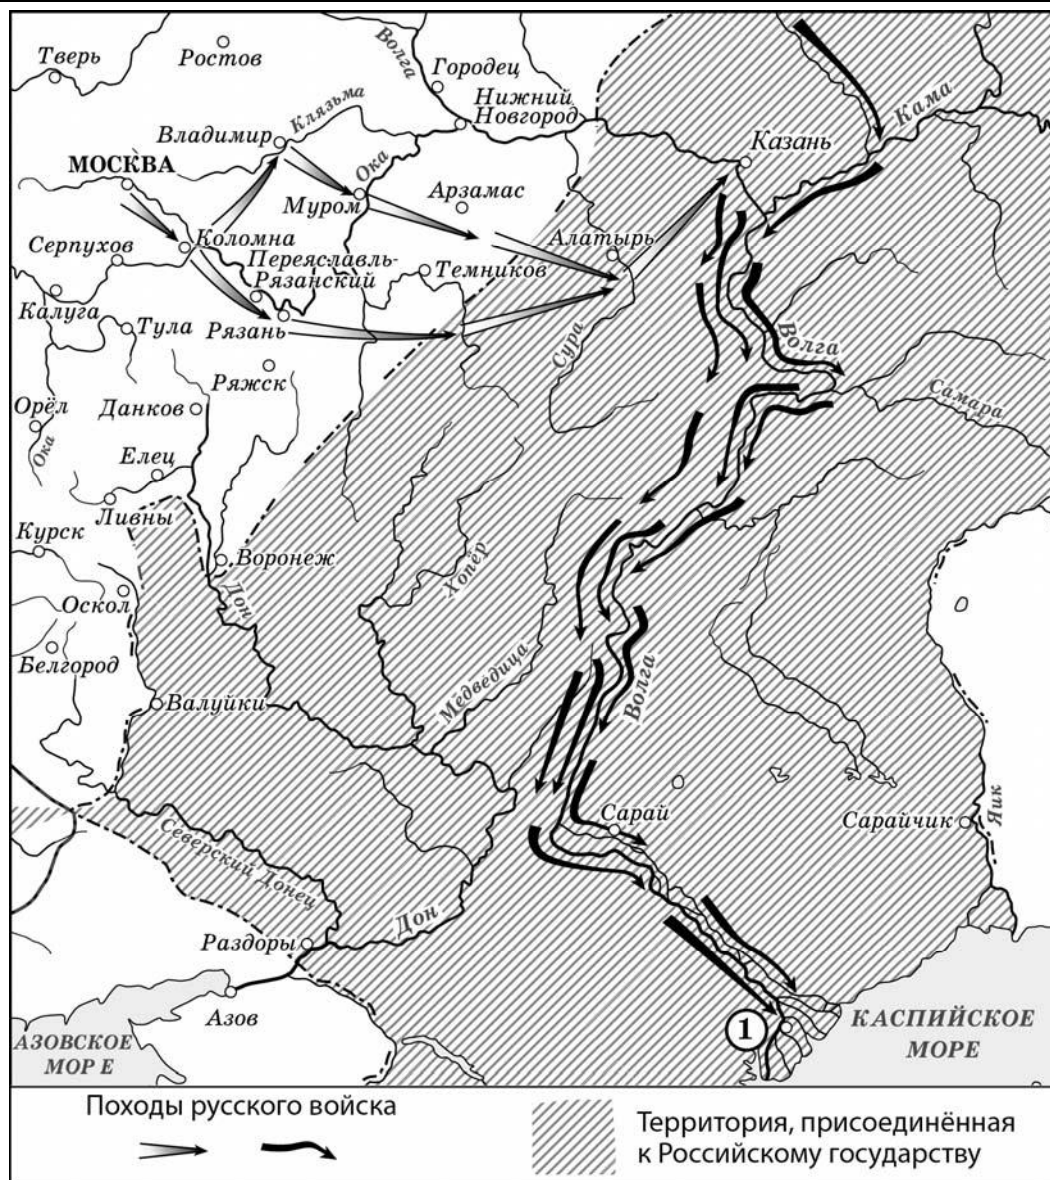 Тверь
Ростов
Волга
Городец
Нижний
Новгород
Кама
Владимир
Клязьма
Казань
МОСКВА
Ока
Муром
Арзамас
Серпухов
Коломна
Переяславль-
Рязанский
Алатырь
Темников
Калуга
Тула
Рязань
Сура
Волга
Ряжск
Самара
Орёл
Данков
Ока
Елец
Ливны
Курск
Воронеж
Хопёр
Оскол
Дон
Белгород
Медведица
Волга
Валуйки
Сарай
Сарайчик
Яик
Северский Донец
Дон
Раздоры
Азов
1
КАСПИЙСКОЕ
МОРЕ
АЗОВСКОЕ
МОРЕ
Походы русского войска
Территория, присоединённая
к Российскому государству